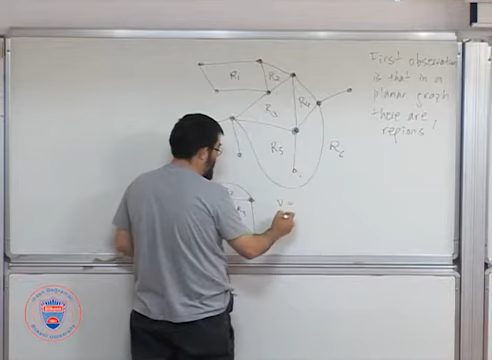 First observation
is that in a
planar graph
there are
regions
R1
R2
R3
R4
R5
R6
V =